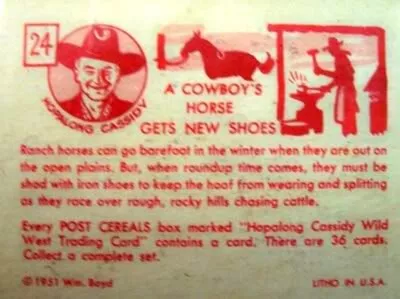 24
HOPALONG CASSIDY
A COWBOY'S
HORSE
GETS NEW SHOES
Ranch horses can go barefoot in the winter when they are out on
the open plains. But, when roundup time comes, they must be
shod with iron shoes to keep the hoof from wearing and splitting
as they race over rough, rocky hills chasing cattle.
Every POST CEREALS box marked "Hopalong Cassidy Wild
West Trading Card" contains a card. There are 36 cards.
Collect a complete set.
© 1951 Wm. Boyd
LITHO IN U.S.A.